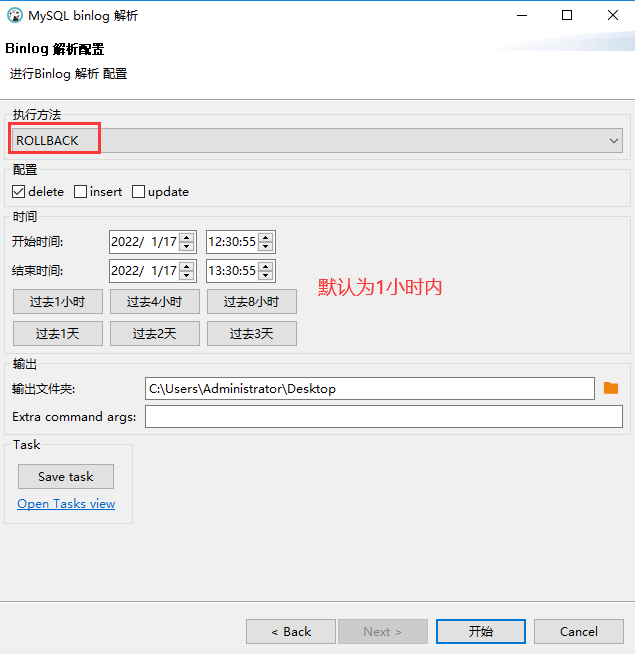 MySQL binlog 解析
Binlog 解析配置
进行Binlog 解析 配置
执行方法
ROLLBACK
配置
delete insert update
时间
开始时间: 2022/ 1/17 12:30:55
结束时间: 2022/ 1/17 13:30:55
默认为1小时内
过去1小时 过去4小时 过去8小时
过去1天 过去2天 过去3天
输出
输出文件夹: C:\Users\Administrator\Desktop
Extra command args:
Task
Save task
Open Tasks view
< Back Next > 开始 Cancel